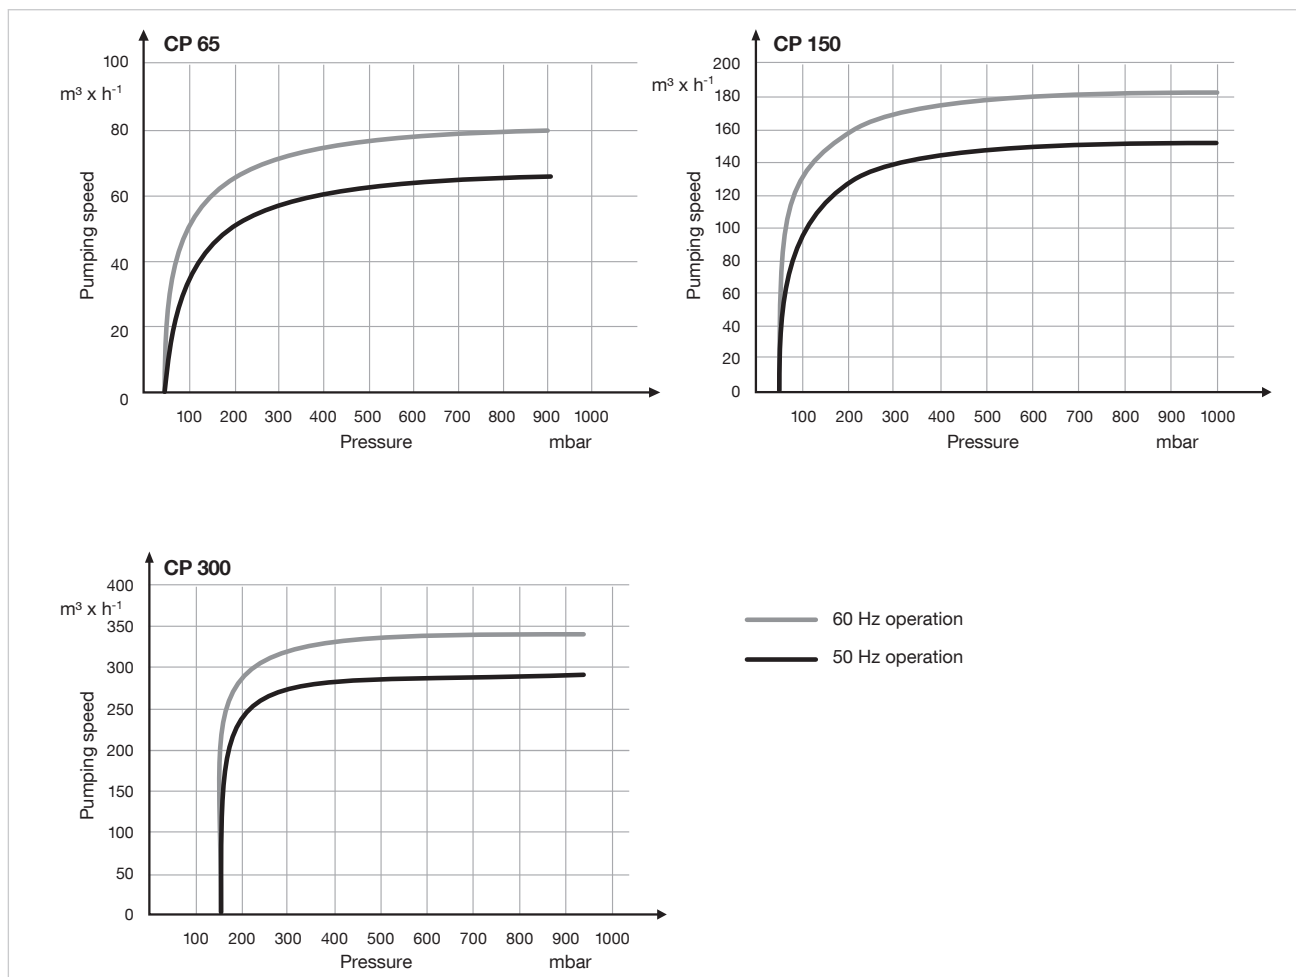 CP 65
100
m³ x h⁻¹
80
60
40
20
0
Pumping speed
100 200 300 400 500 600 700 800 900 1000
Pressure mbar
CP 150
200
m³ x h⁻¹
180
160
140
120
100
80
60
40
20
0
Pumping speed
100 200 300 400 500 600 700 800 900 1000
Pressure mbar
CP 300
400
m³ x h⁻¹
350
300
250
200
150
100
50
0
Pumping speed
100 200 300 400 500 600 700 800 900 1000
Pressure mbar
60 Hz operation
50 Hz operation